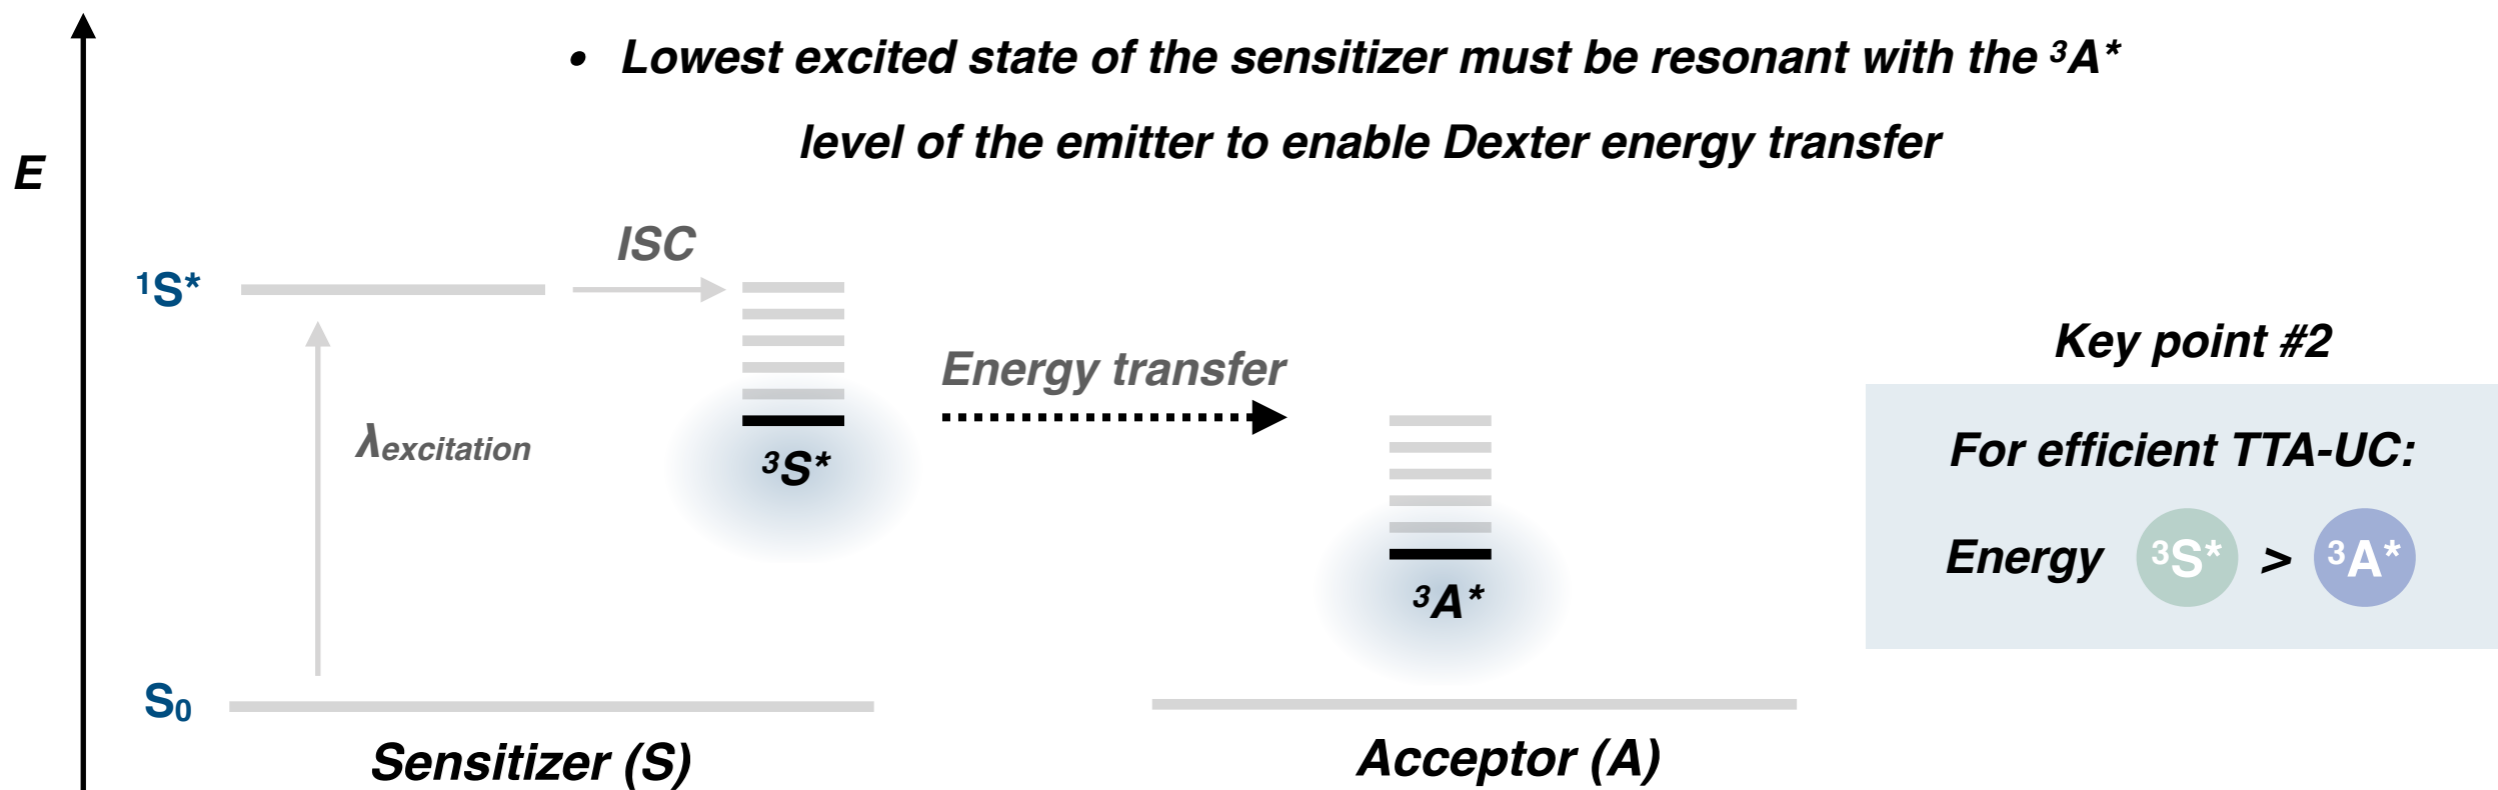 • Lowest excited state of the sensitizer must be resonant with the ³A*
level of the emitter to enable Dexter energy transfer
E
ISC
¹S*
Key point #2
Energy transfer
λexcitation
For efficient TTA-UC:
³S*
Energy ³S* > ³A*
³A*
S₀
Sensitizer (S)
Acceptor (A)